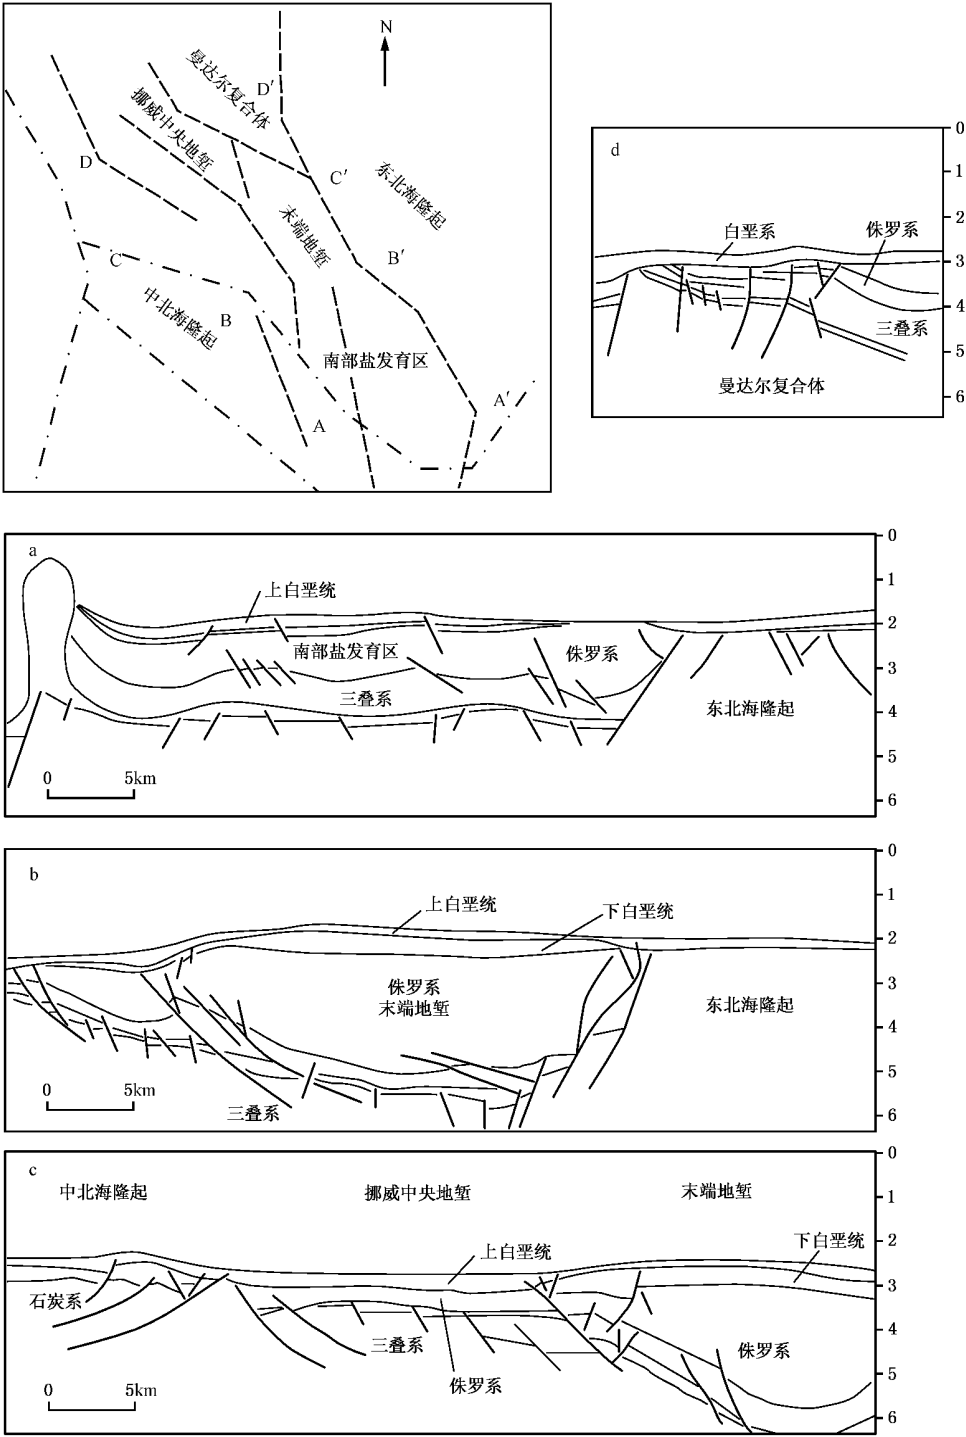 N
曼达尔复合体
D′
挪威中央地堑
D
C′
东北海隆起
末端地堑
B′
C
中北海隆起
B
南部盐发育区
A′
A
d
白垩系
侏罗系
三叠系
曼达尔复合体
0
1
2
3
4
5
6
a
上白垩统
南部盐发育区
侏罗系
三叠系
东北海隆起
0 5km
0
1
2
3
4
5
6
b
上白垩统
下白垩统
侏罗系
末端地堑
东北海隆起
0 5km
三叠系
0
1
2
3
4
5
6
c
中北海隆起
挪威中央地堑
末端地堑
上白垩统
下白垩统
石炭系
三叠系
侏罗系
侏罗系
0 5km
0
1
2
3
4
5
6